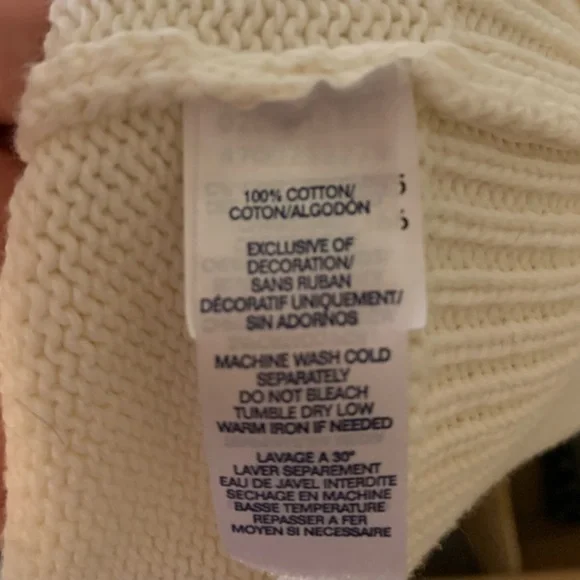 100% COTTON/
COTON/ALGODÓN
EXCLUSIVE OF
DECORATION/
SANS RUBAN
DÉCORATIF UNIQUEMENT/
SIN ADORNOS
MACHINE WASH COLD
SEPARATELY
DO NOT BLEACH
TUMBLE DRY LOW
WARM IRON IF NEEDED
LAVAGE A 30°
LAVER SEPAREMENT
EAU DE JAVEL INTERDITE
SECHAGE EN MACHINE
BASSE TEMPERATURE
REPASSER A FER
MOYEN SI NECESSAIRE